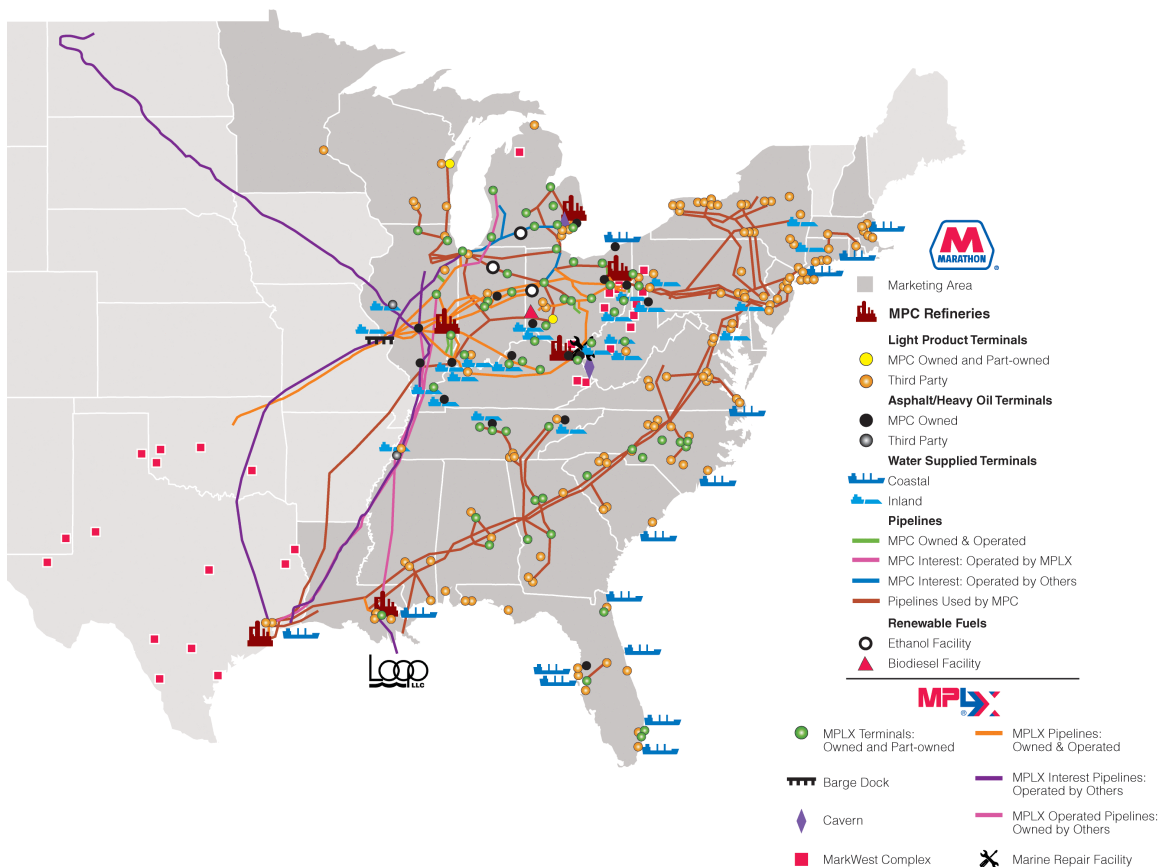 LOOP
LLC
M
MARATHON
®
Marketing Area
MPC Refineries
Light Product Terminals
MPC Owned and Part-owned
Third Party
Asphalt/Heavy Oil Terminals
MPC Owned
Third Party
Water Supplied Terminals
Coastal
Inland
Pipelines
MPC Owned & Operated
MPC Interest: Operated by MPLX
MPC Interest: Operated by Others
Pipelines Used by MPC
Renewable Fuels
Ethanol Facility
Biodiesel Facility
MPLX
®
MPLX Terminals:
Owned and Part-owned
Barge Dock
Cavern
MarkWest Complex
MPLX Pipelines:
Owned & Operated
MPLX Interest Pipelines:
Operated by Others
MPLX Operated Pipelines:
Owned by Others
Marine Repair Facility